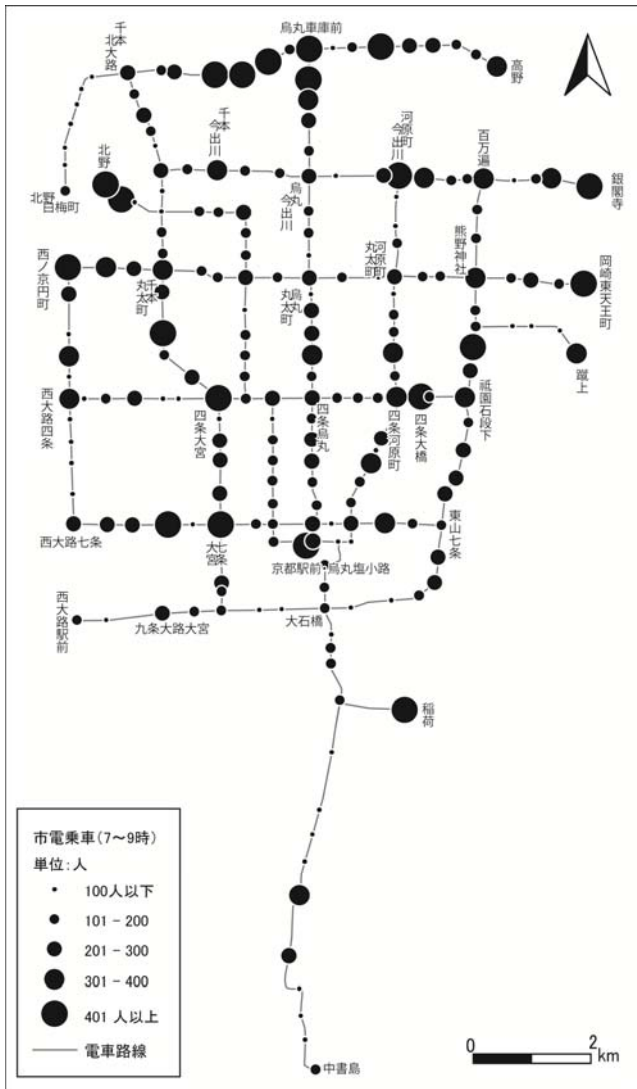 烏丸車庫前
千本
北大路
高野
千本
今出川
河原町
今出川
百万遍
北野
銀閣寺
北野
白梅町
烏丸
今出川
熊野神社
河原町
丸太町
西ノ京円町
千本
丸太町
烏丸
丸太町
岡崎東天王町
蹴上
祇園石段下
西大路四条
四条大宮
四条烏丸
四条河原町
四条大橋
東山七条
西大路七条
七条
大宮
京都駅前
烏丸塩小路
西大路駅前
九条大路大宮
大石橋
稲荷
市電乗車(7〜9時)
単位:人
100人以下
101 - 200
201 - 300
301 - 400
401 人以上
電車路線
0 2
km
中書島